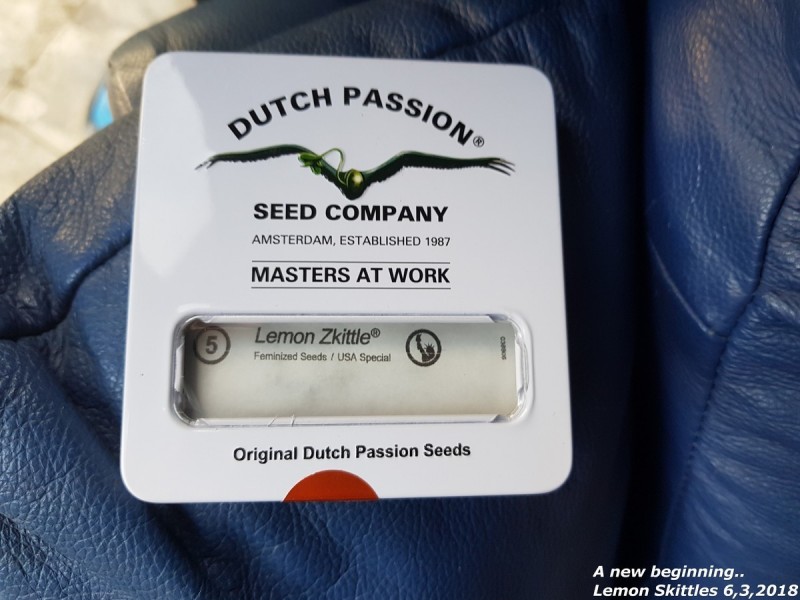 DUTCH PASSION®
SEED COMPANY
AMSTERDAM, ESTABLISHED 1987
MASTERS AT WORK
5
Lemon Zkittle®
Feminized Seeds / USA Special
Original Dutch Passion Seeds
A new beginning..
Lemon Skittles 6,3,2018